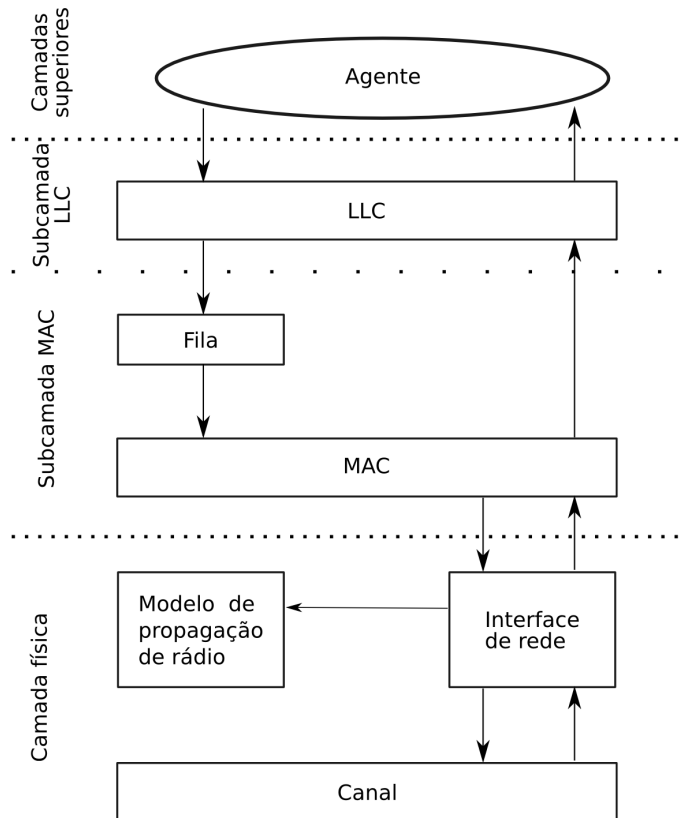 Camadas
superiores
Agente
Subcamada
LLC
LLC
Subcamada MAC
Fila
MAC
Camada física
Modelo de
propagação
de rádio
Interface
de rede
Canal